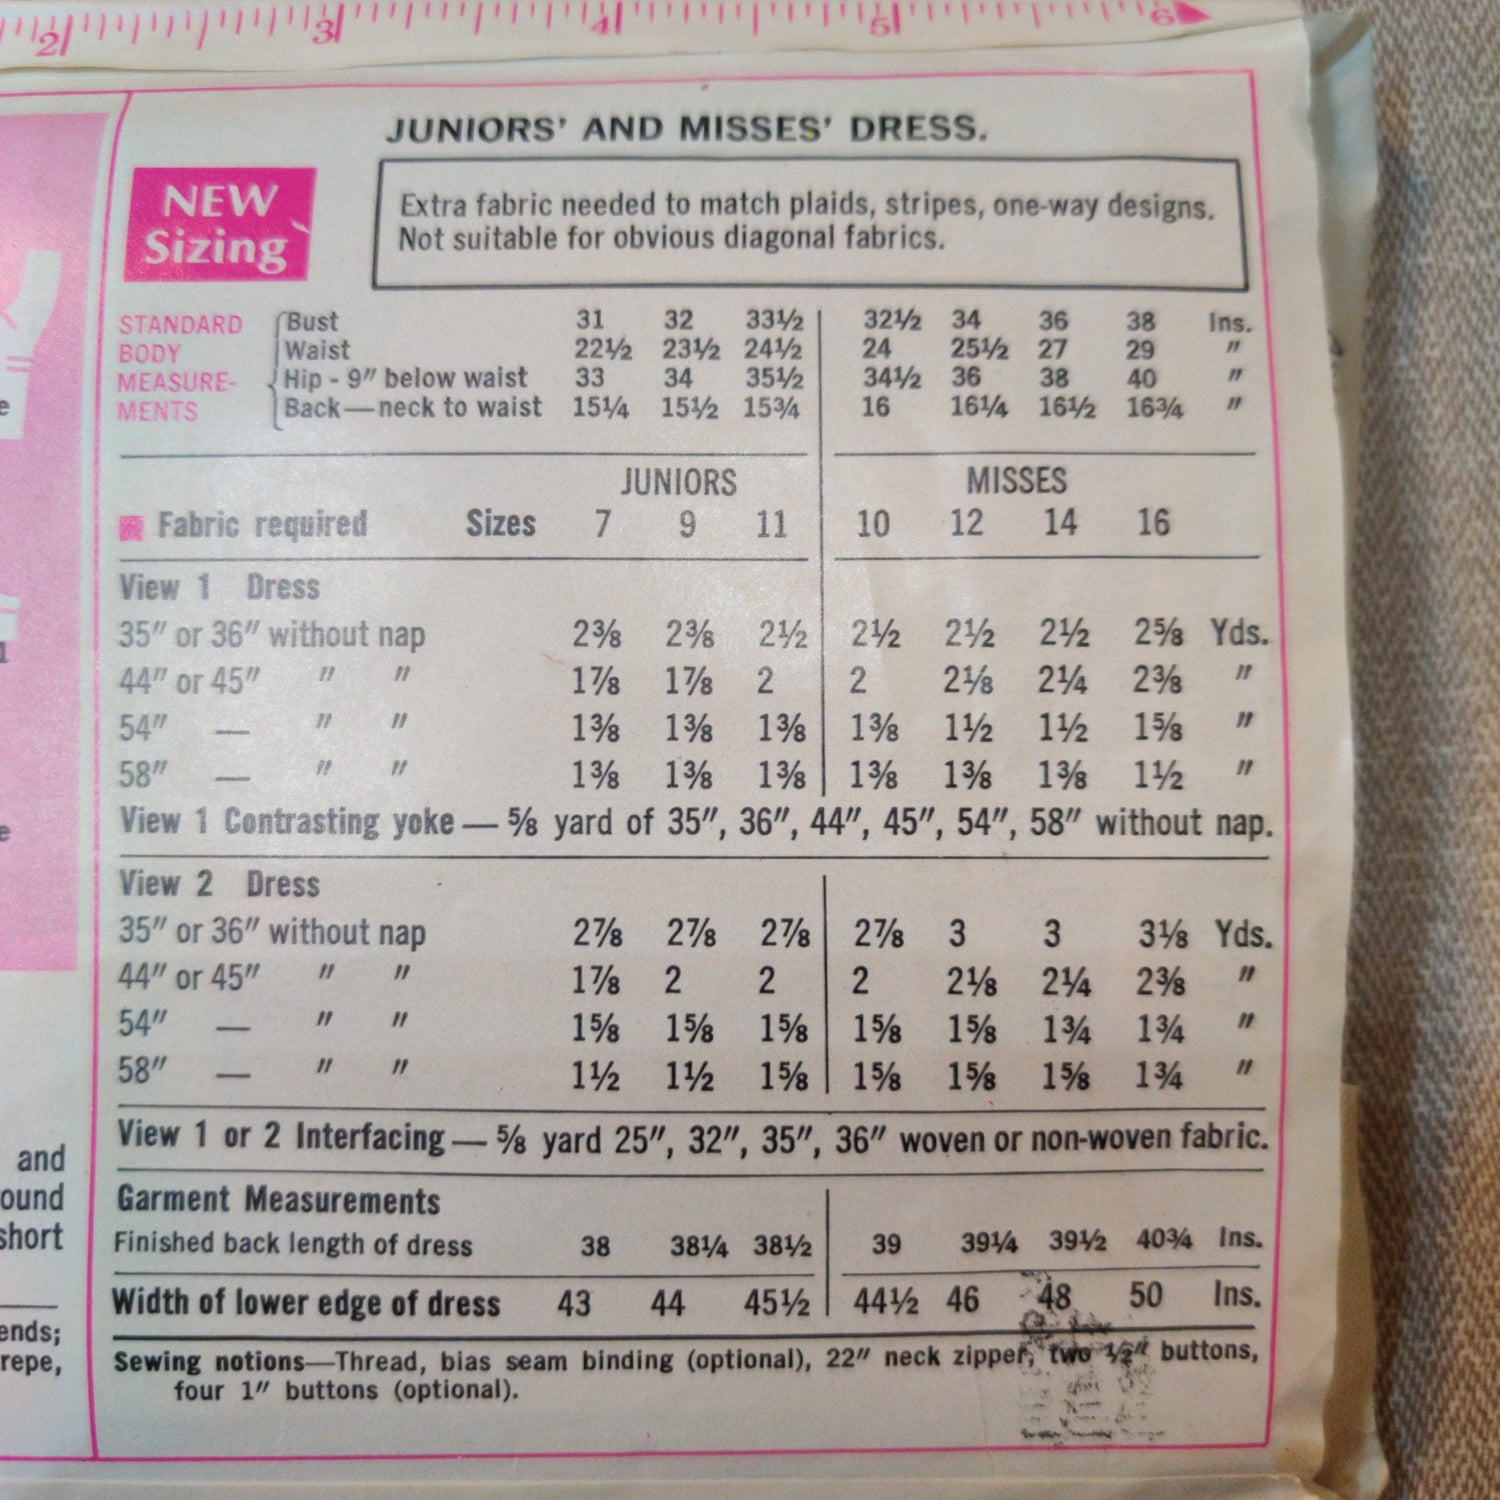 2 3 4 5 6
JUNIORS' AND MISSES' DRESS.
NEW
Sizing
Extra fabric needed to match plaids, stripes, one-way designs.
Not suitable for obvious diagonal fabrics.
STANDARD BODY MEASURE-MENTS
Bust 31 32 33½ 32½ 34 36 38 Ins.
Waist 22½ 23½ 24½ 24 25½ 27 29 "
Hip - 9" below waist 33 34 35½ 34½ 36 38 40 "
Back—neck to waist 15¼ 15½ 15¾ 16 16¼ 16½ 16¾ "
JUNIORS MISSES
Fabric required Sizes 7 9 11 10 12 14 16
View 1 Dress
35" or 36" without nap 2⅜ 2⅜ 2½ 2½ 2½ 2½ 2⅝ Yds.
44" or 45" " " 1⅞ 1⅞ 2 2 2⅛ 2¼ 2⅜ "
54" — " " 1⅜ 1⅜ 1⅜ 1⅜ 1½ 1½ 1⅝ "
58" — " " 1⅜ 1⅜ 1⅜ 1⅜ 1⅜ 1⅜ 1½ "
View 1 Contrasting yoke — ⅝ yard of 35", 36", 44", 45", 54", 58" without nap.
View 2 Dress
35" or 36" without nap 2⅞ 2⅞ 2⅞ 2⅞ 3 3 3⅛ Yds.
44" or 45" " " 1⅞ 2 2 2 2⅛ 2¼ 2⅜ "
54" — " " 1⅝ 1⅝ 1⅝ 1⅝ 1⅝ 1¾ 1¾ "
58" — " " 1½ 1½ 1⅝ 1⅝ 1⅝ 1⅝ 1¾ "
View 1 or 2 Interfacing — ⅝ yard 25", 32", 35", 36" woven or non-woven fabric.
Garment Measurements
Finished back length of dress 38 38¼ 38½ 39 39¼ 39½ 40¾ Ins.
Width of lower edge of dress 43 44 45½ 44½ 46 48 50 Ins.
Sewing notions—Thread, bias seam binding (optional), 22" neck zipper, two ½" buttons,
four 1" buttons (optional).
and
short